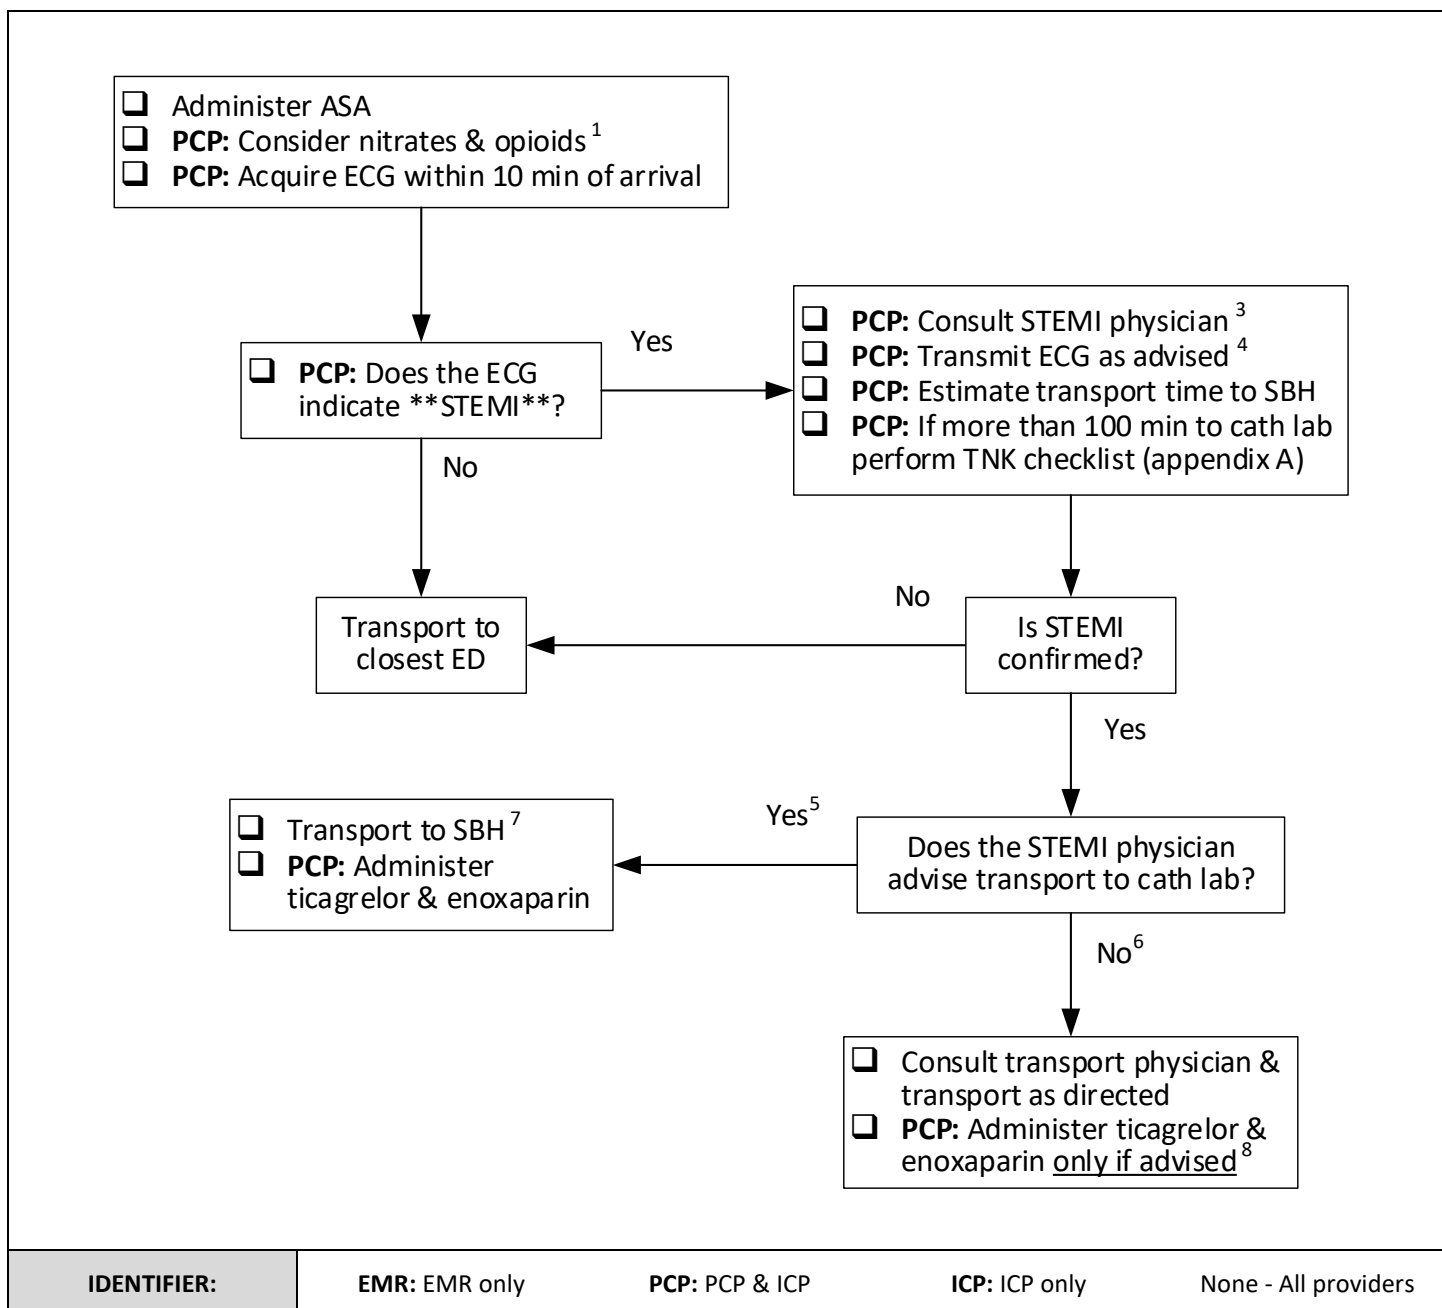 ❑ Administer ASA
❑ PCP: Consider nitrates & opioids 1
❑ PCP: Acquire ECG within 10 min of arrival
Yes
❑ PCP: Does the ECG
indicate **STEMI**?
No
❑ PCP: Consult STEMI physician 3
❑ PCP: Transmit ECG as advised 4
❑ PCP: Estimate transport time to SBH
❑ PCP: If more than 100 min to cath lab
perform TNK checklist (appendix A)
Transport to
closest ED
No
Is STEMI
confirmed?
Yes
❑ Transport to SBH 7
❑ PCP: Administer
ticagrelor & enoxaparin
Yes5
Does the STEMI physician
advise transport to cath lab?
No6
❑ Consult transport physician &
transport as directed
❑ PCP: Administer ticagrelor &
enoxaparin only if advised 8
IDENTIFIER: EMR: EMR only PCP: PCP & ICP ICP: ICP only None - All providers